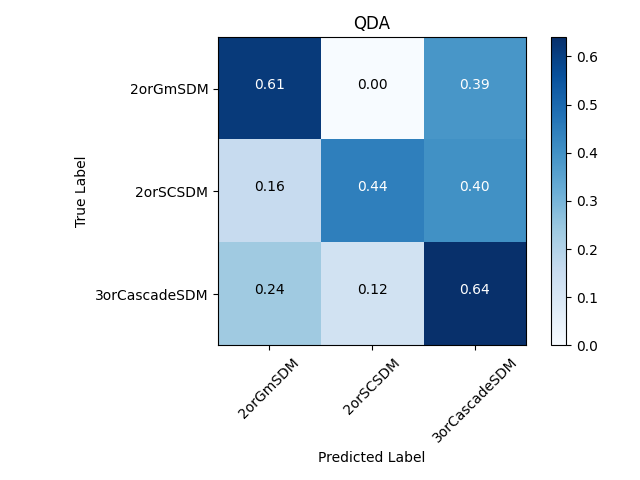 QDA
True Label
2orGmSDM 0.61 0.00 0.39
2orSCSDM 0.16 0.44 0.40
3orCascadeSDM 0.24 0.12 0.64
2orGmSDM 2orSCSDM 3orCascadeSDM
Predicted Label
0.6
0.5
0.4
0.3
0.2
0.1
0.0